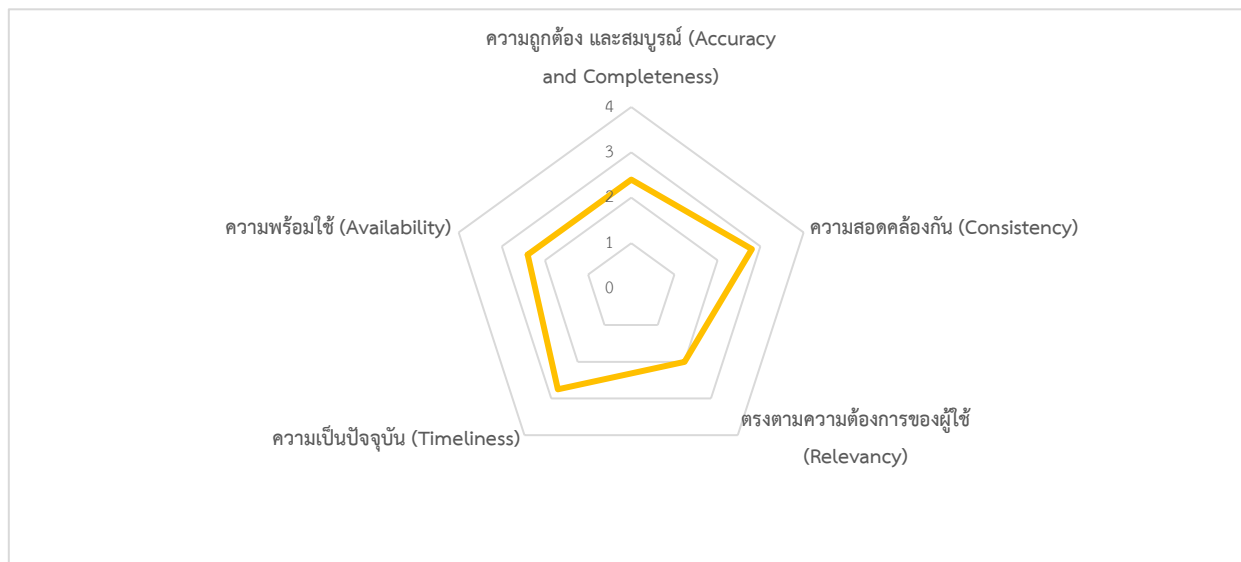 ความถูกต้อง และสมบูรณ์ (Accuracy
and Completeness)
4
3
2
1
0
ความพร้อมใช้ (Availability)
ความสอดคล้องกัน (Consistency)
ความเป็นปัจจุบัน (Timeliness)
ตรงตามความต้องการของผู้ใช้
(Relevancy)